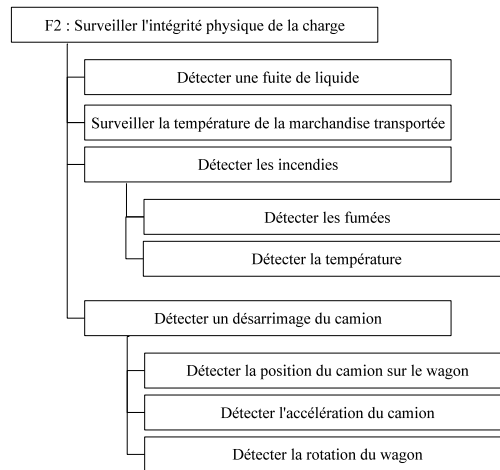 F2 : Surveiller l'intégrité physique de la charge
Détecter une fuite de liquide
Surveiller la température de la marchandise transportée
Détecter les incendies
Détecter les fumées
Détecter la température
Détecter un désarrimage du camion
Détecter la position du camion sur le wagon
Détecter l'accélération du camion
Détecter la rotation du wagon